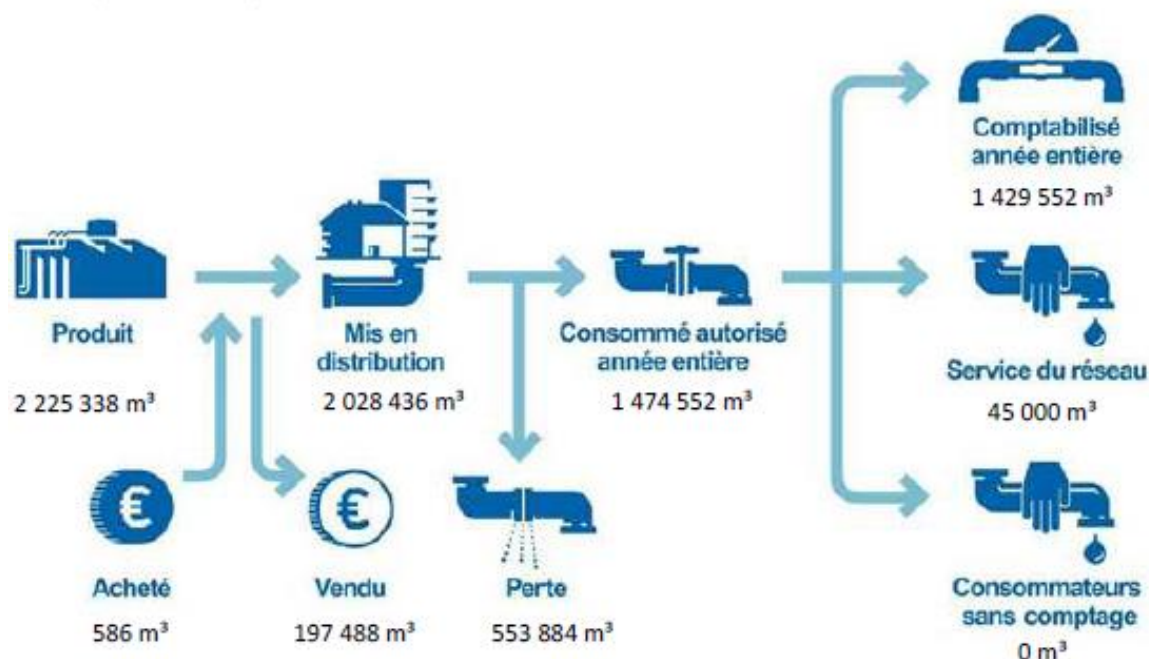 Comptabilisé
année entière
1 429 552 m³
Produit
2 225 338 m³
Mis en
distribution
2 028 436 m³
Consommé autorisé
année entière
1 474 552 m³
Service du réseau
45 000 m³
€
Acheté
586 m³
€
Vendu
197 488 m³
Perte
553 884 m³
Consommateurs
sans comptage
0 m³